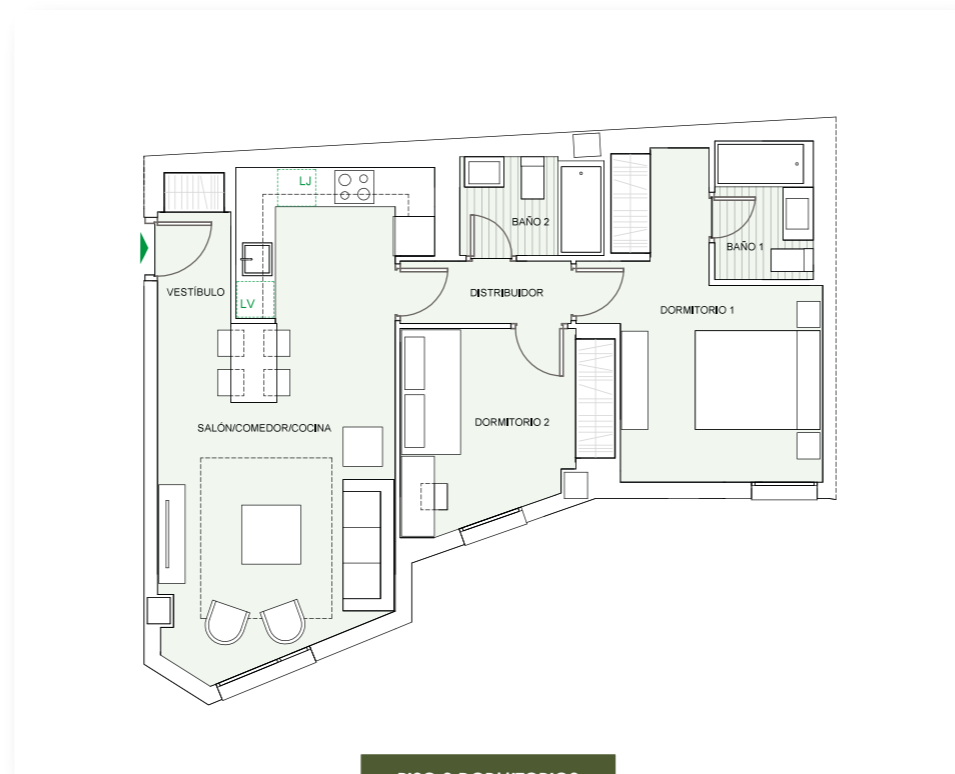 LJ
BAÑO 2
BAÑO 1
VESTÍBULO
DISTRIBUIDOR
LV
DORMITORIO 1
DORMITORIO 2
SALÓN/COMEDOR/COCINA